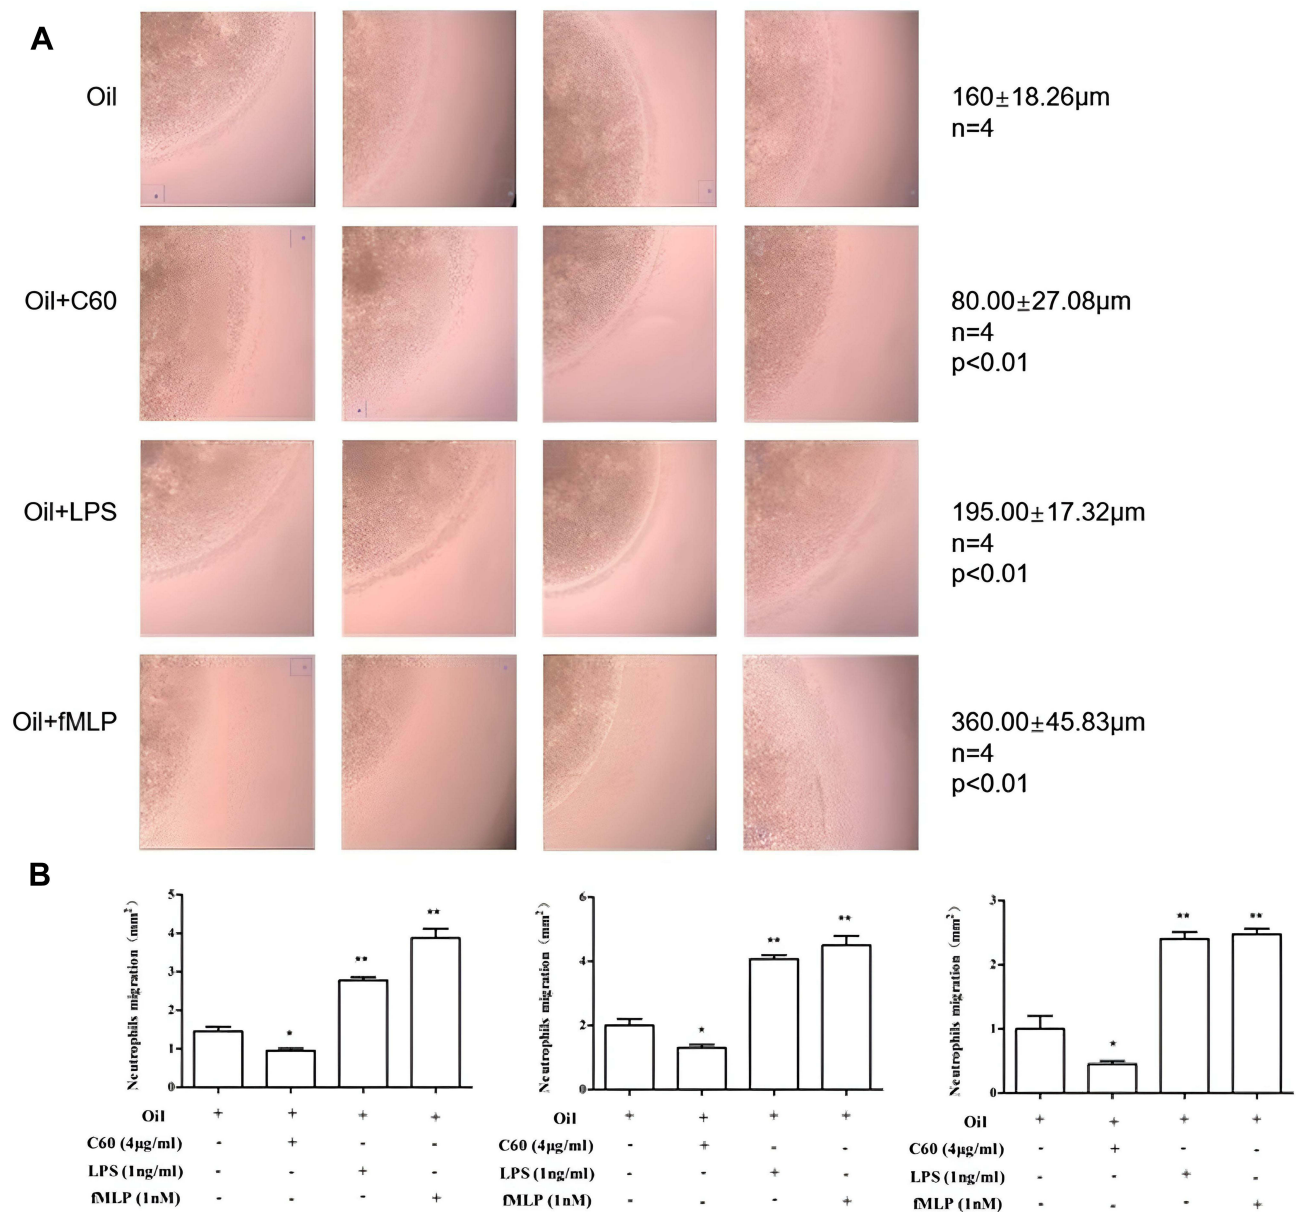 A
Oil
160±18.26μm
n=4
Oil+C60
80.00±27.08μm
n=4
p<0.01
Oil+LPS
195.00±17.32μm
n=4
p<0.01
Oil+fMLP
360.00±45.83μm
n=4
p<0.01
B
Neutrophils migration (mm²)
5
4
3
2
1
0
* ** **
Oil + + + +
C60 (4μg/ml) - + - -
LPS (1ng/ml) - - + -
fMLP (1nM) - - - +
Neutrophils migration (mm²)
6
4
2
0
* ** **
Oil + + + +
C60 (4μg/ml) - + - -
LPS (1ng/ml) - - + -
fMLP (1nM) - - - +
Neutrophils migration (mm²)
3
2
1
0
* ** **
Oil + + + +
C60 (4μg/ml) - + - -
LPS (1ng/ml) - - + -
fMLP (1nM) - - - +